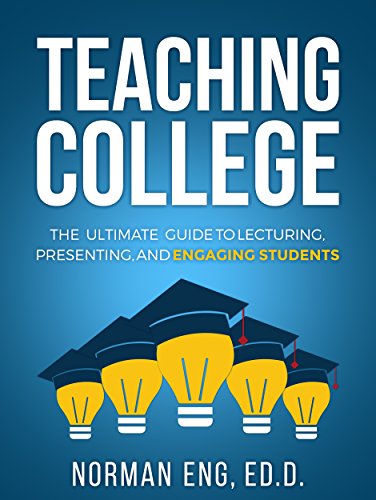 TEACHING
COLLEGE
THE ULTIMATE GUIDE TO LECTURING,
PRESENTING, AND ENGAGING STUDENTS
NORMAN ENG, ED.D.